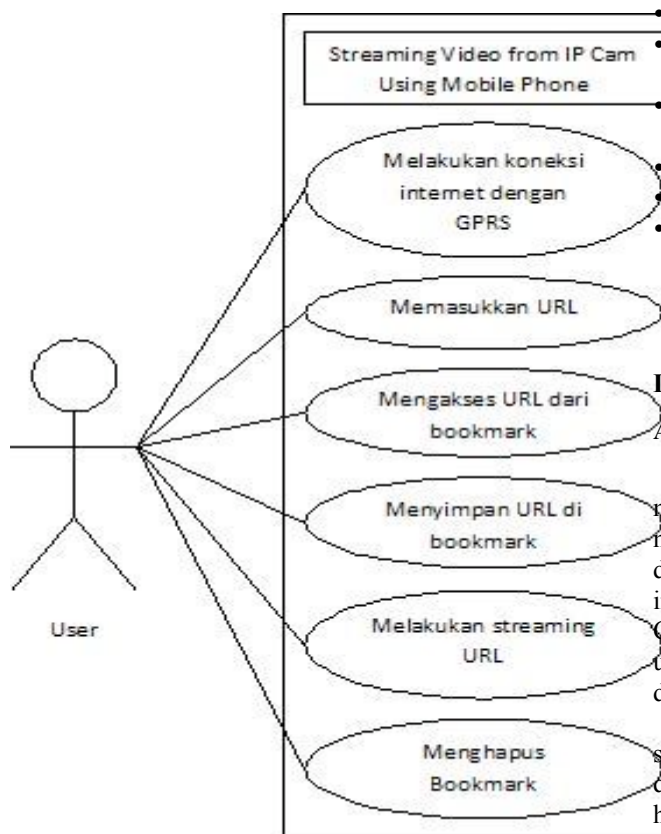 Streaming Video from IP Cam
Using Mobile Phone
Melakukan koneksi
internet dengan
GPRS
Memasukkan URL
Mengakses URL dari
bookmark
Menyimpan URL di
bookmark
Melakukan streaming
URL
Menghapus
Bookmark
User